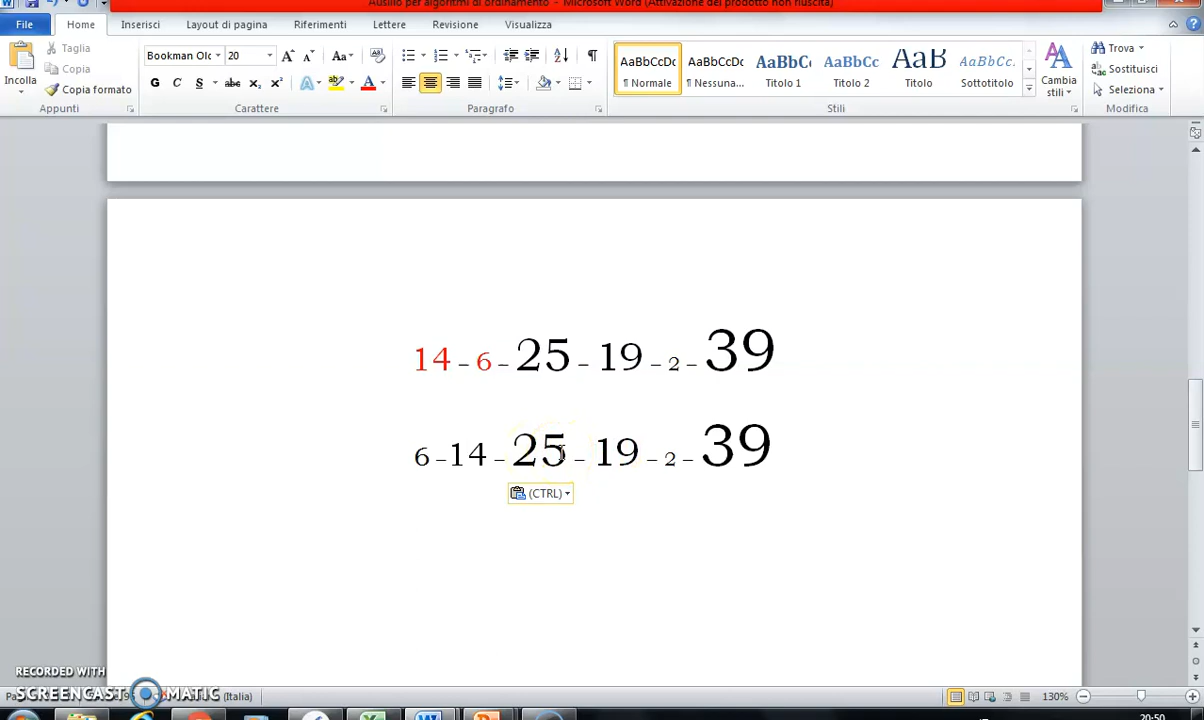 Ausilio per algoritmi di ordinamento - Microsoft Word (Attivazione del prodotto non riuscita)
File Home Inserisci Layout di pagina Riferimenti Lettere Revisione Visualizza
Incolla
Taglia
Copia
Copia formato
Appunti
Bookman Olc 20
Carattere
Paragrafo
AaBbCcDc AaBbCcDc AaBbC AaBbCc AaB AaBbCc.
¶ Normale ¶ Nessuna... Titolo 1 Titolo 2 Titolo Sottotitolo
Stili
Cambia stili
Trova
Sostituisci
Seleziona
Modifica
14 – 6 – 25 – 19 – 2 – 39
6 –14 – 25 – 19 – 2 – 39
(CTRL)
RECORDED WITH
SCREENCAST MATIC
(Italia)
130%
20:50